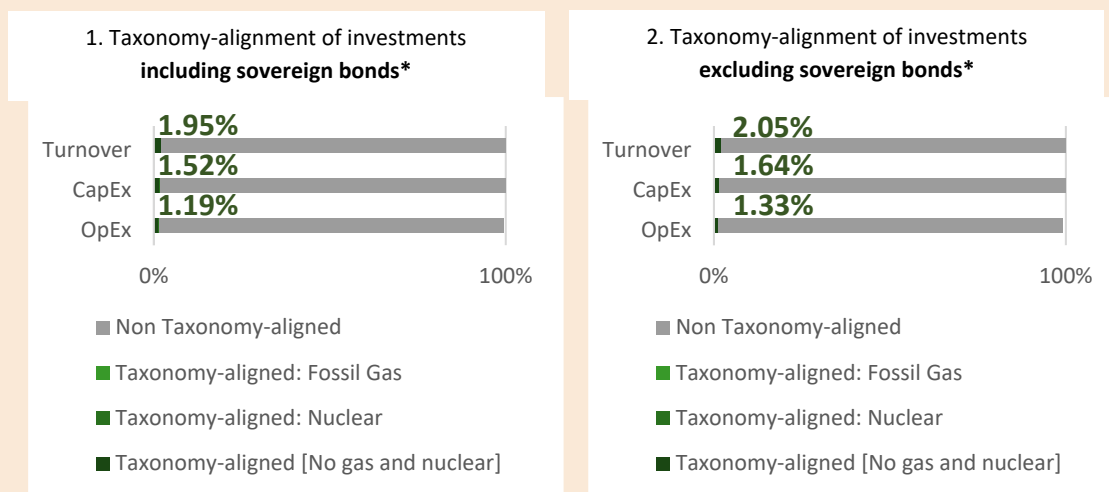 1. Taxonomy-alignment of investments
including sovereign bonds*
1.95%
Turnover
1.52%
CapEx
1.19%
OpEx
0%
100%
Non Taxonomy-aligned
Taxonomy-aligned: Fossil Gas
Taxonomy-aligned: Nuclear
Taxonomy-aligned [No gas and nuclear]
2. Taxonomy-alignment of investments
excluding sovereign bonds*
2.05%
Turnover
1.64%
CapEx
1.33%
OpEx
0%
100%
Non Taxonomy-aligned
Taxonomy-aligned: Fossil Gas
Taxonomy-aligned: Nuclear
Taxonomy-aligned [No gas and nuclear]